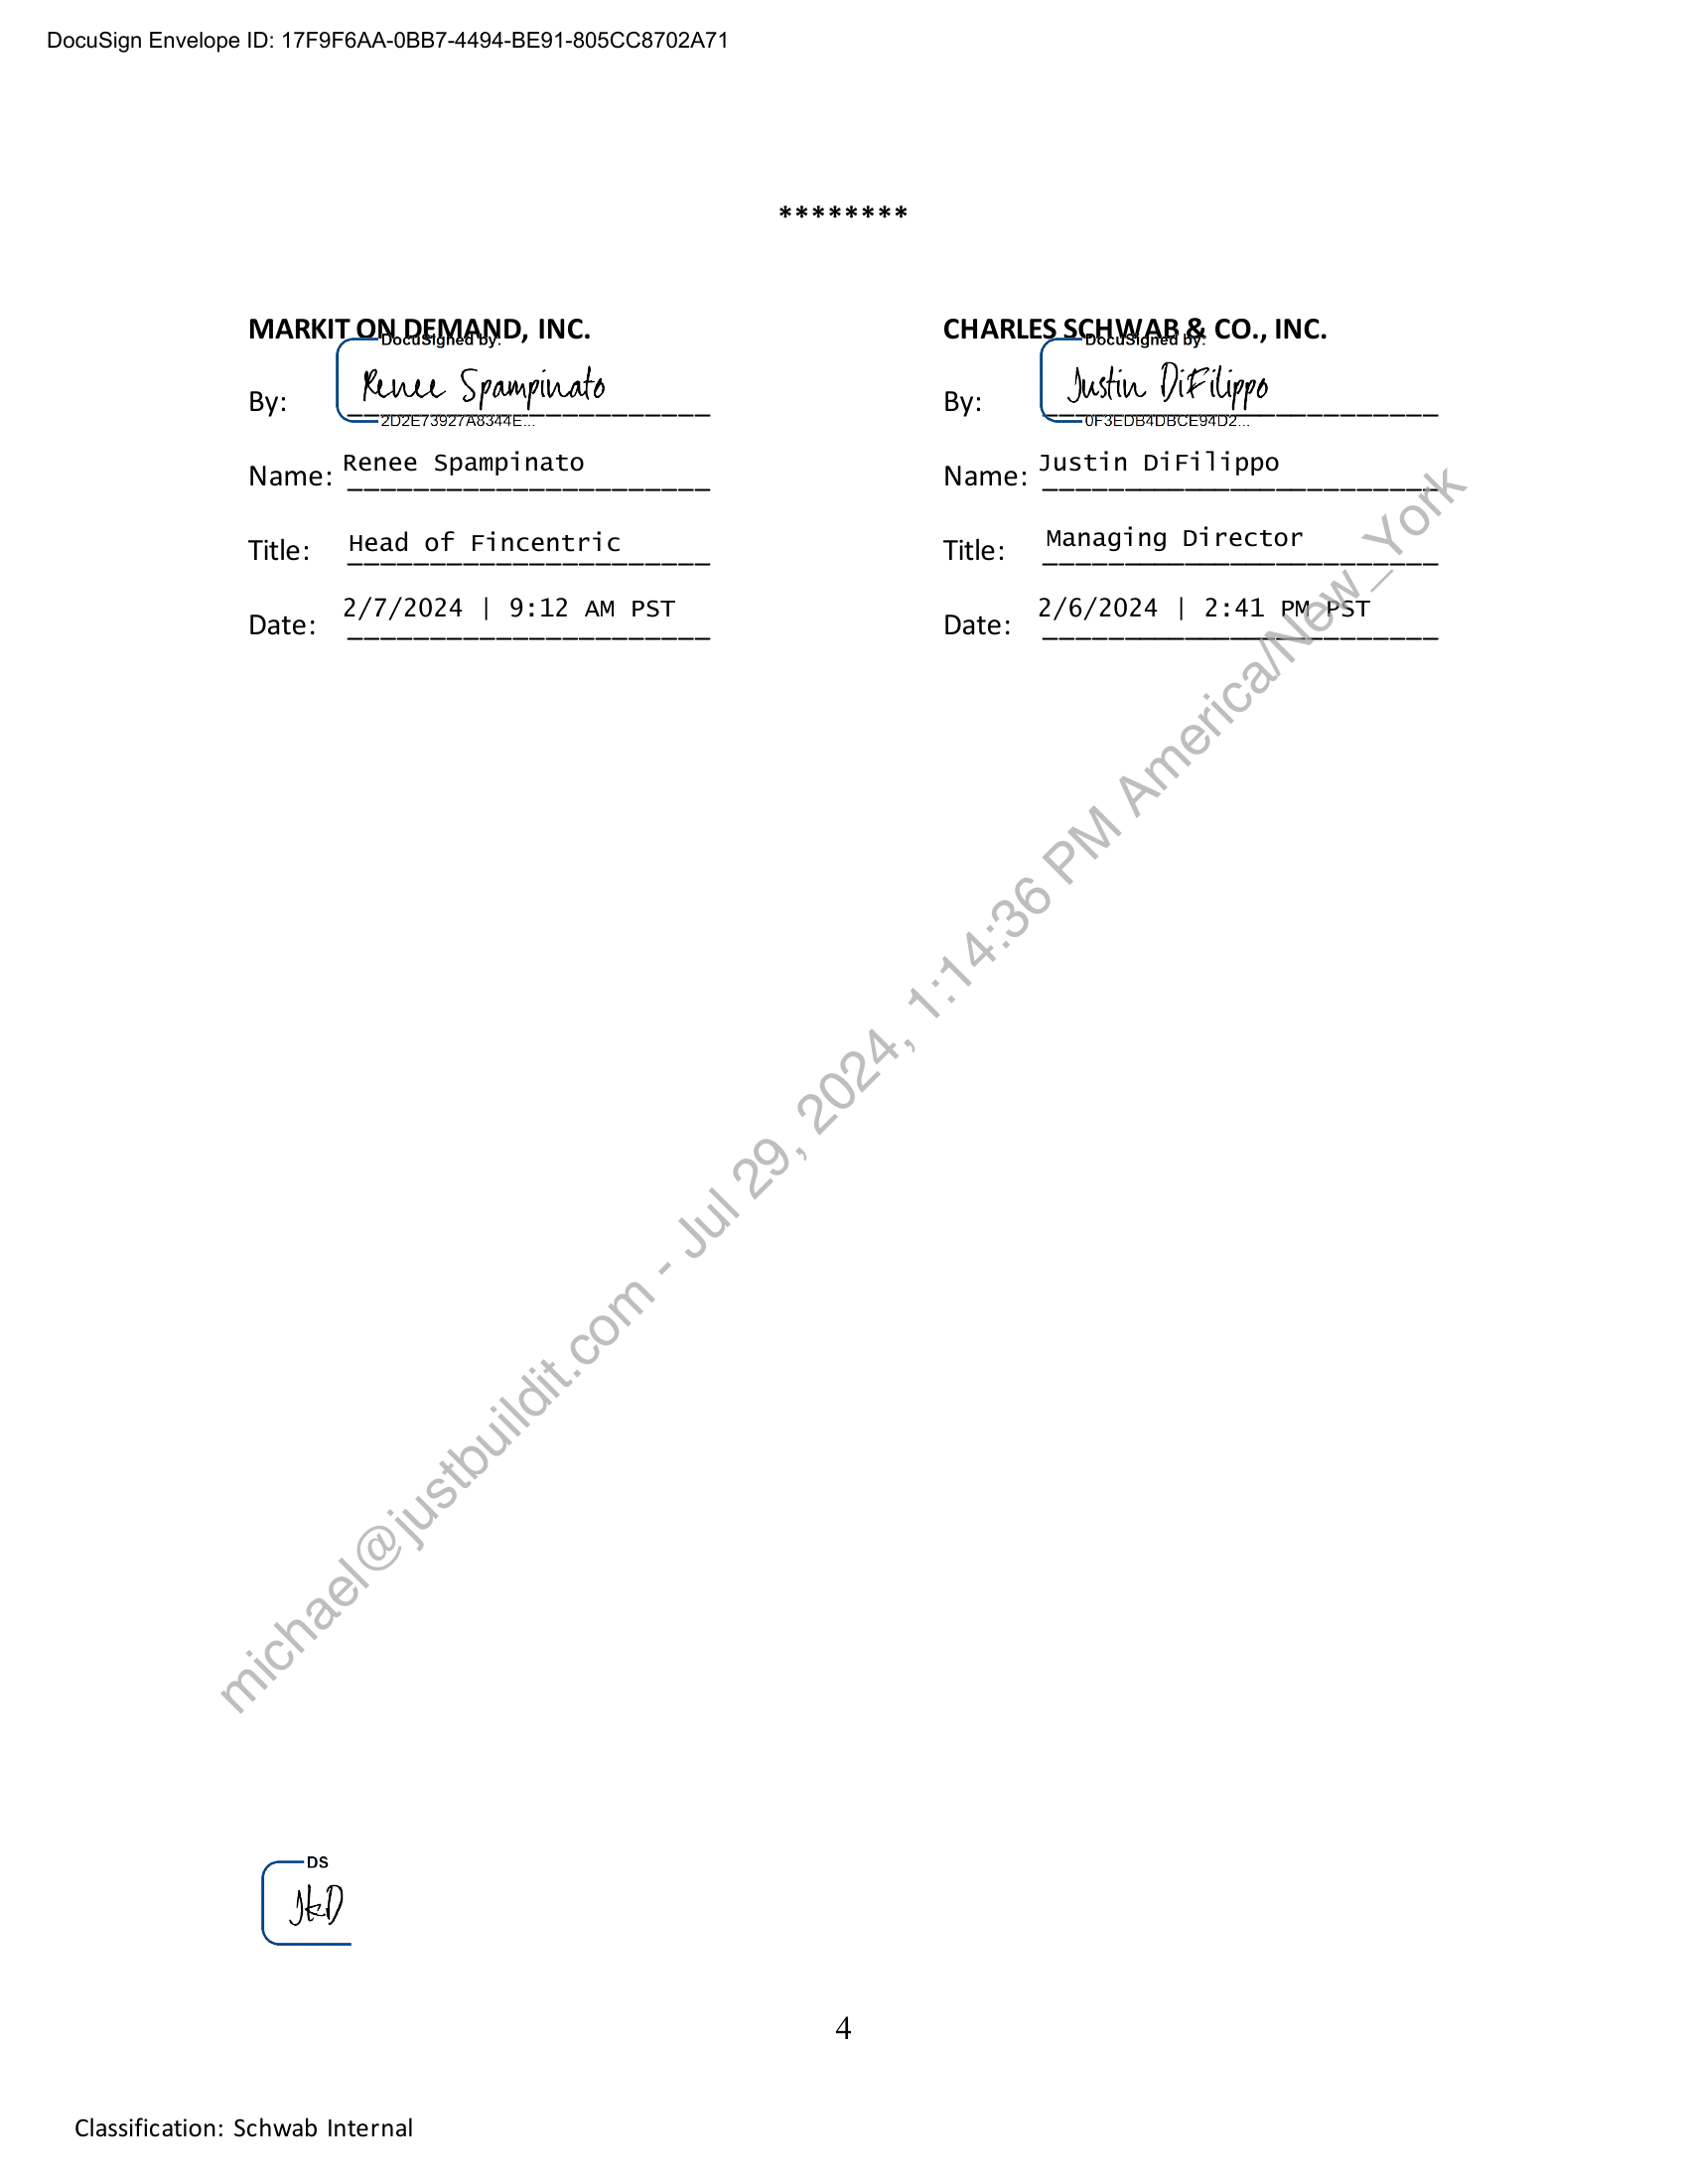 DocuSign Envelope ID: 17F9F6AA-0BB7-4494-BE91-805CC8702A71
********
MARKIT ON DEMAND, INC.
DocuSigned by:
By: Renee Spampinato
2D2E73927A8344E...
Name: Renee Spampinato
Title: Head of Fincentric
Date: 2/7/2024 | 9:12 AM PST
CHARLES SCHWAB & CO., INC.
DocuSigned by:
By: Justin DiFilippo
0F3EDB4DBCE94D2...
Name: Justin DiFilippo
Title: Managing Director
Date: 2/6/2024 | 2:41 PM PST
michael@justbuildit.com - Jul 29, 2024, 1:14:36 PM America/New_York
DS
JtD
4
Classification: Schwab Internal